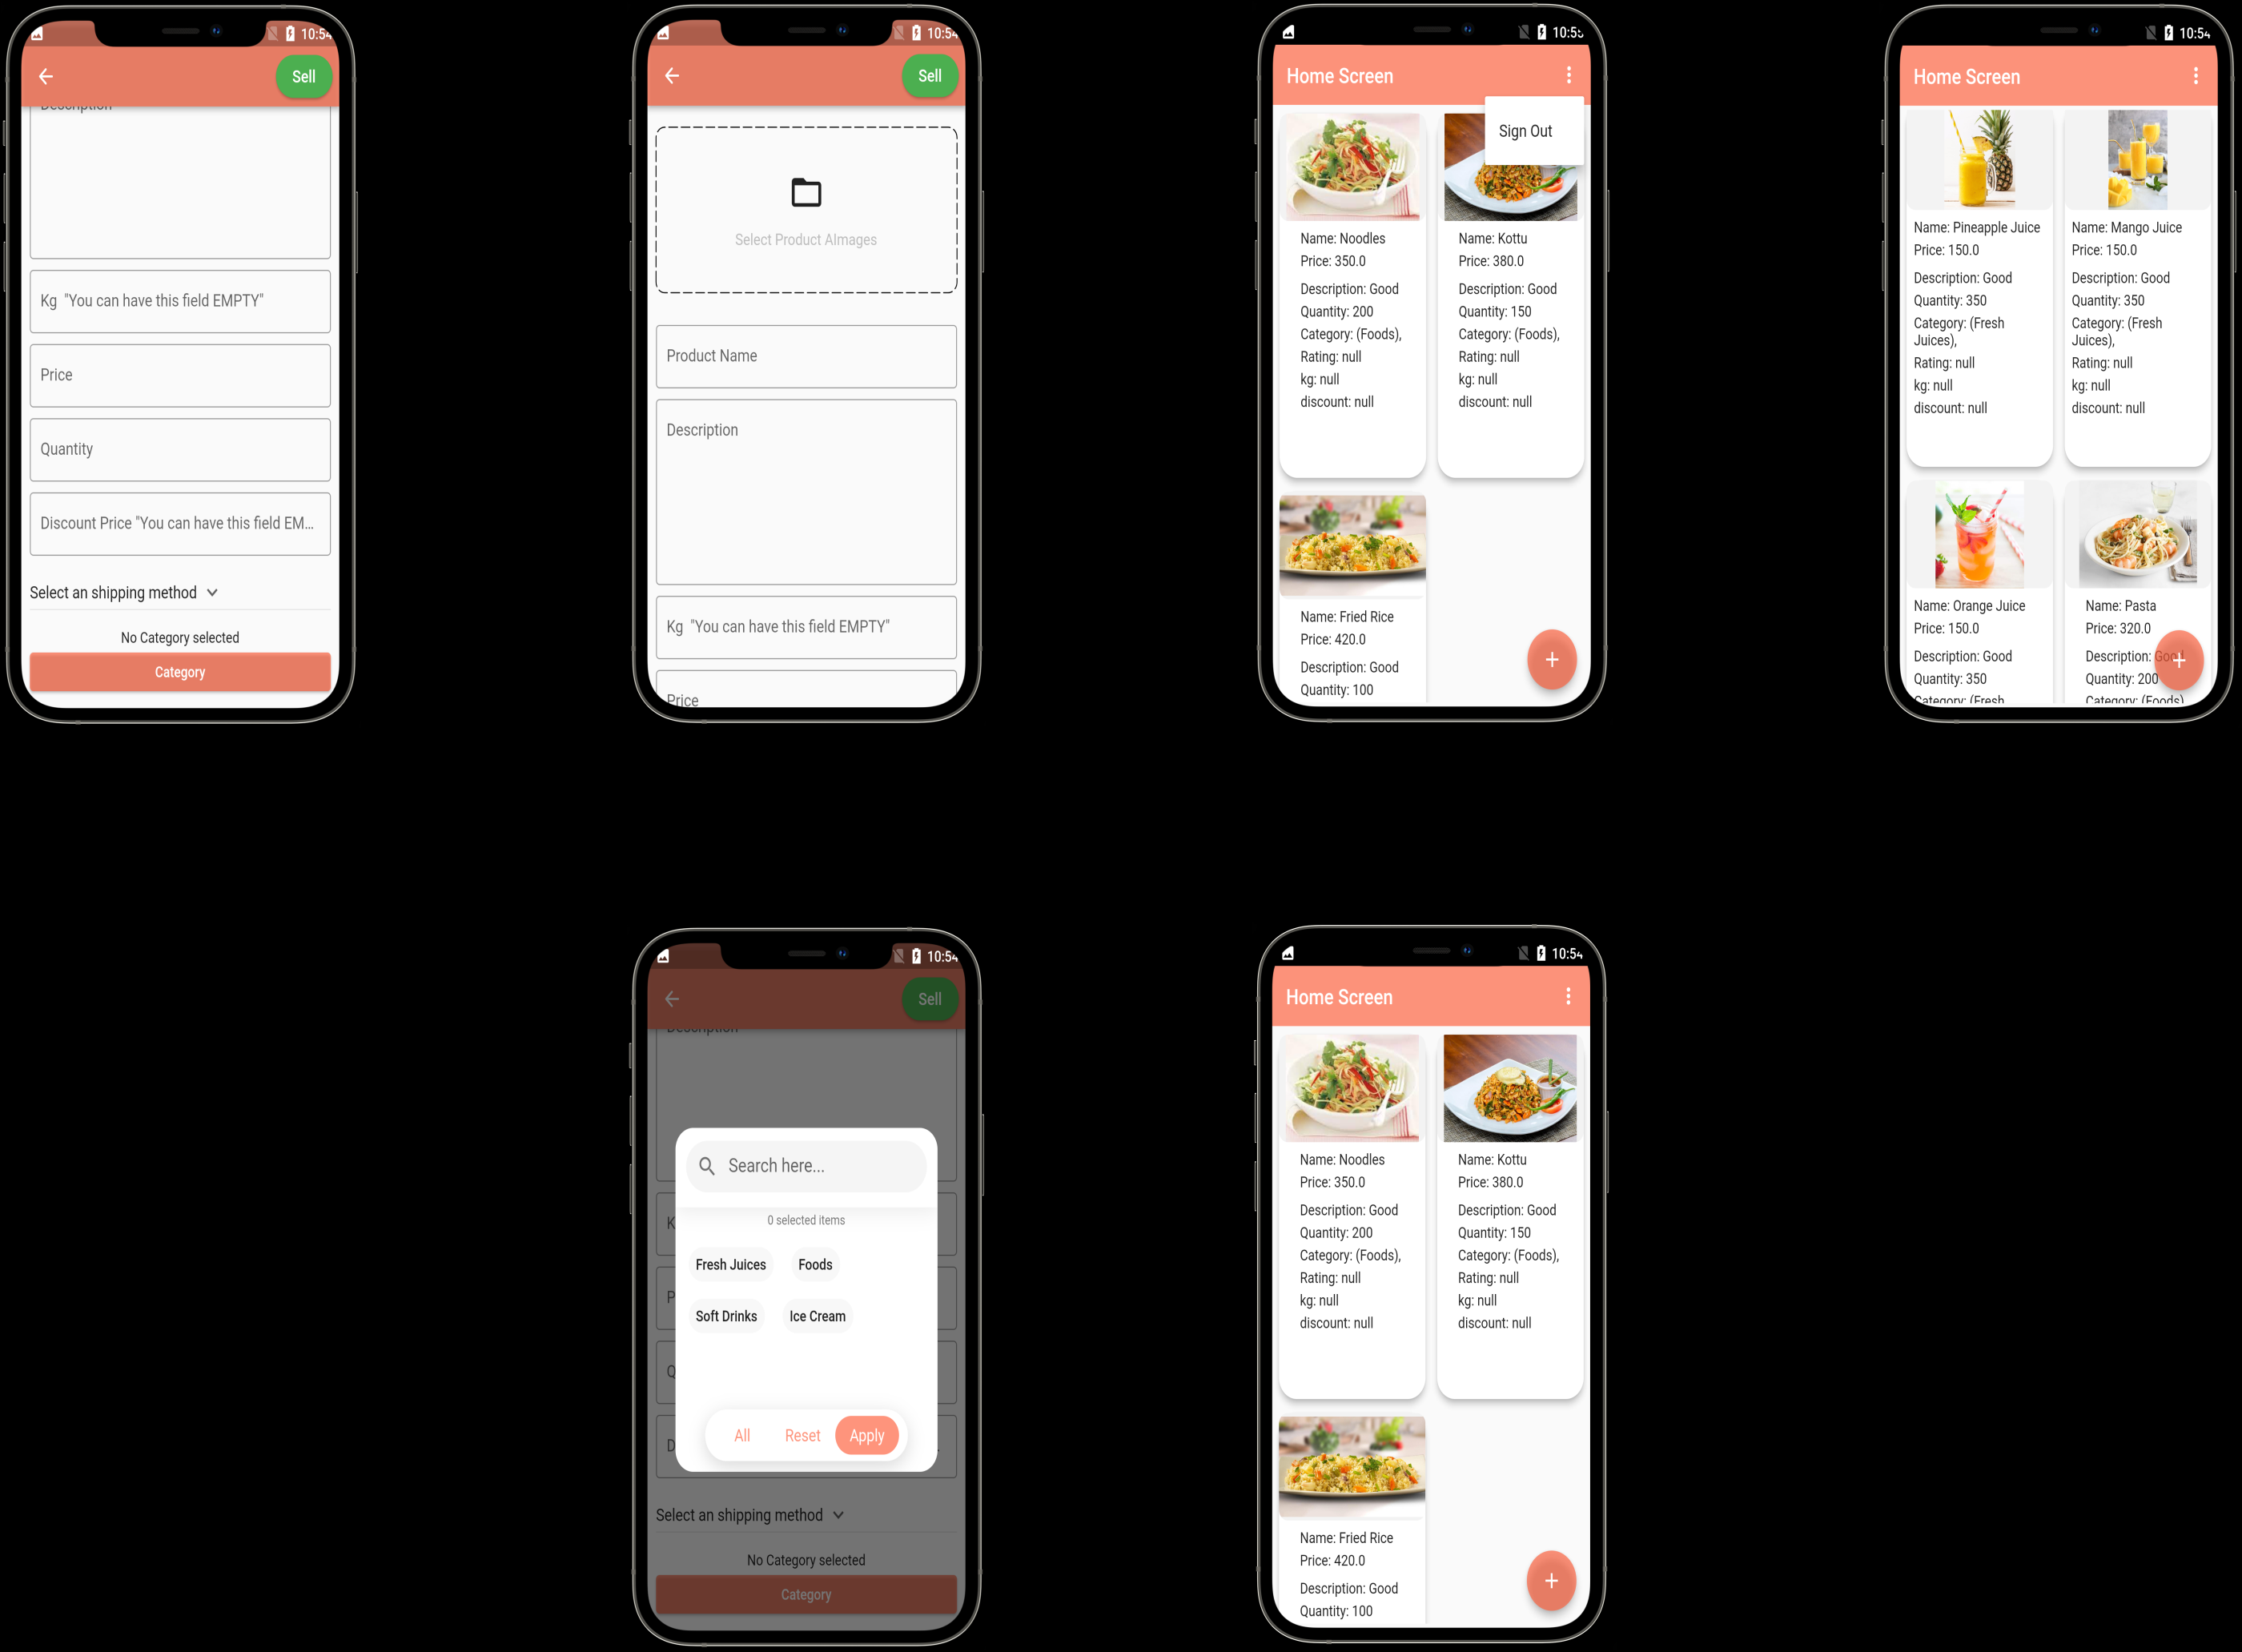 10:54
Sell
Description
Kg "You can have this field EMPTY"
Price
Quantity
Discount Price "You can have this field EM...
Select an shipping method
No Category selected
Category
10:54
Sell
Select Product AImages
Product Name
Description
Kg "You can have this field EMPTY"
Price
10:55
Home Screen
Sign Out
Name: Noodles
Price: 350.0
Description: Good
Quantity: 200
Category: (Foods),
Rating: null
kg: null
discount: null
Name: Kottu
Price: 380.0
Description: Good
Quantity: 150
Category: (Foods),
Rating: null
kg: null
discount: null
Name: Fried Rice
Price: 420.0
Description: Good
Quantity: 100
10:54
Home Screen
Name: Pineapple Juice
Price: 150.0
Description: Good
Quantity: 350
Category: (Fresh
Juices),
Rating: null
kg: null
discount: null
Name: Mango Juice
Price: 150.0
Description: Good
Quantity: 350
Category: (Fresh
Juices),
Rating: null
kg: null
discount: null
Name: Orange Juice
Price: 150.0
Description: Good
Quantity: 350
Category: (Fresh
Name: Pasta
Price: 320.0
Description: Good
Quantity: 200
Category: (Foods)
10:54
Sell
Description
Search here...
0 selected items
Fresh Juices
Foods
Soft Drinks
Ice Cream
All
Reset
Apply
K
P
Q
D
Select an shipping method
No Category selected
Category
10:54
Home Screen
Name: Noodles
Price: 350.0
Description: Good
Quantity: 200
Category: (Foods),
Rating: null
kg: null
discount: null
Name: Kottu
Price: 380.0
Description: Good
Quantity: 150
Category: (Foods),
Rating: null
kg: null
discount: null
Name: Fried Rice
Price: 420.0
Description: Good
Quantity: 100